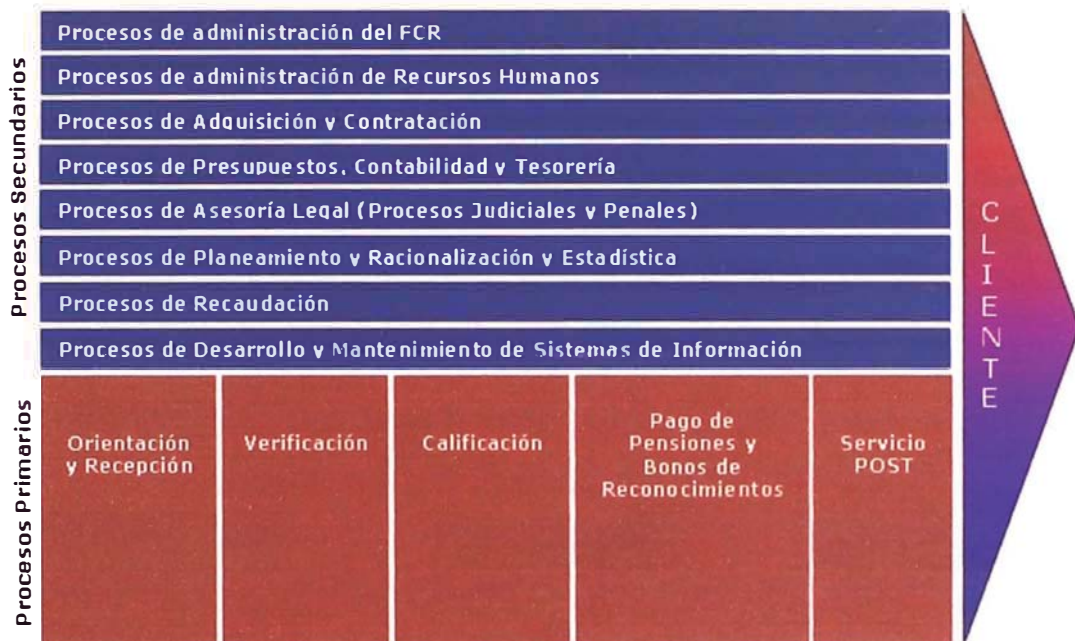 Procesos Secundarios
Procesos de administración del FCR
Procesos de administración de Recursos Humanos
Procesos de Adquisición y Contratación
Procesos de Presupuestos, Contabilidad y Tesorería
Procesos de Asesoría Legal (Procesos Judiciales y Penales)
Procesos de Planeamiento y Racionalización y Estadística
Procesos de Recaudación
Procesos de Desarrollo y Mantenimiento de Sistemas de Información
Procesos Primarios
Orientación
y Recepción
Verificación
Calificación
Pago de
Pensiones y
Bonos de
Reconocimientos
Servicio
POST
CLIENTE